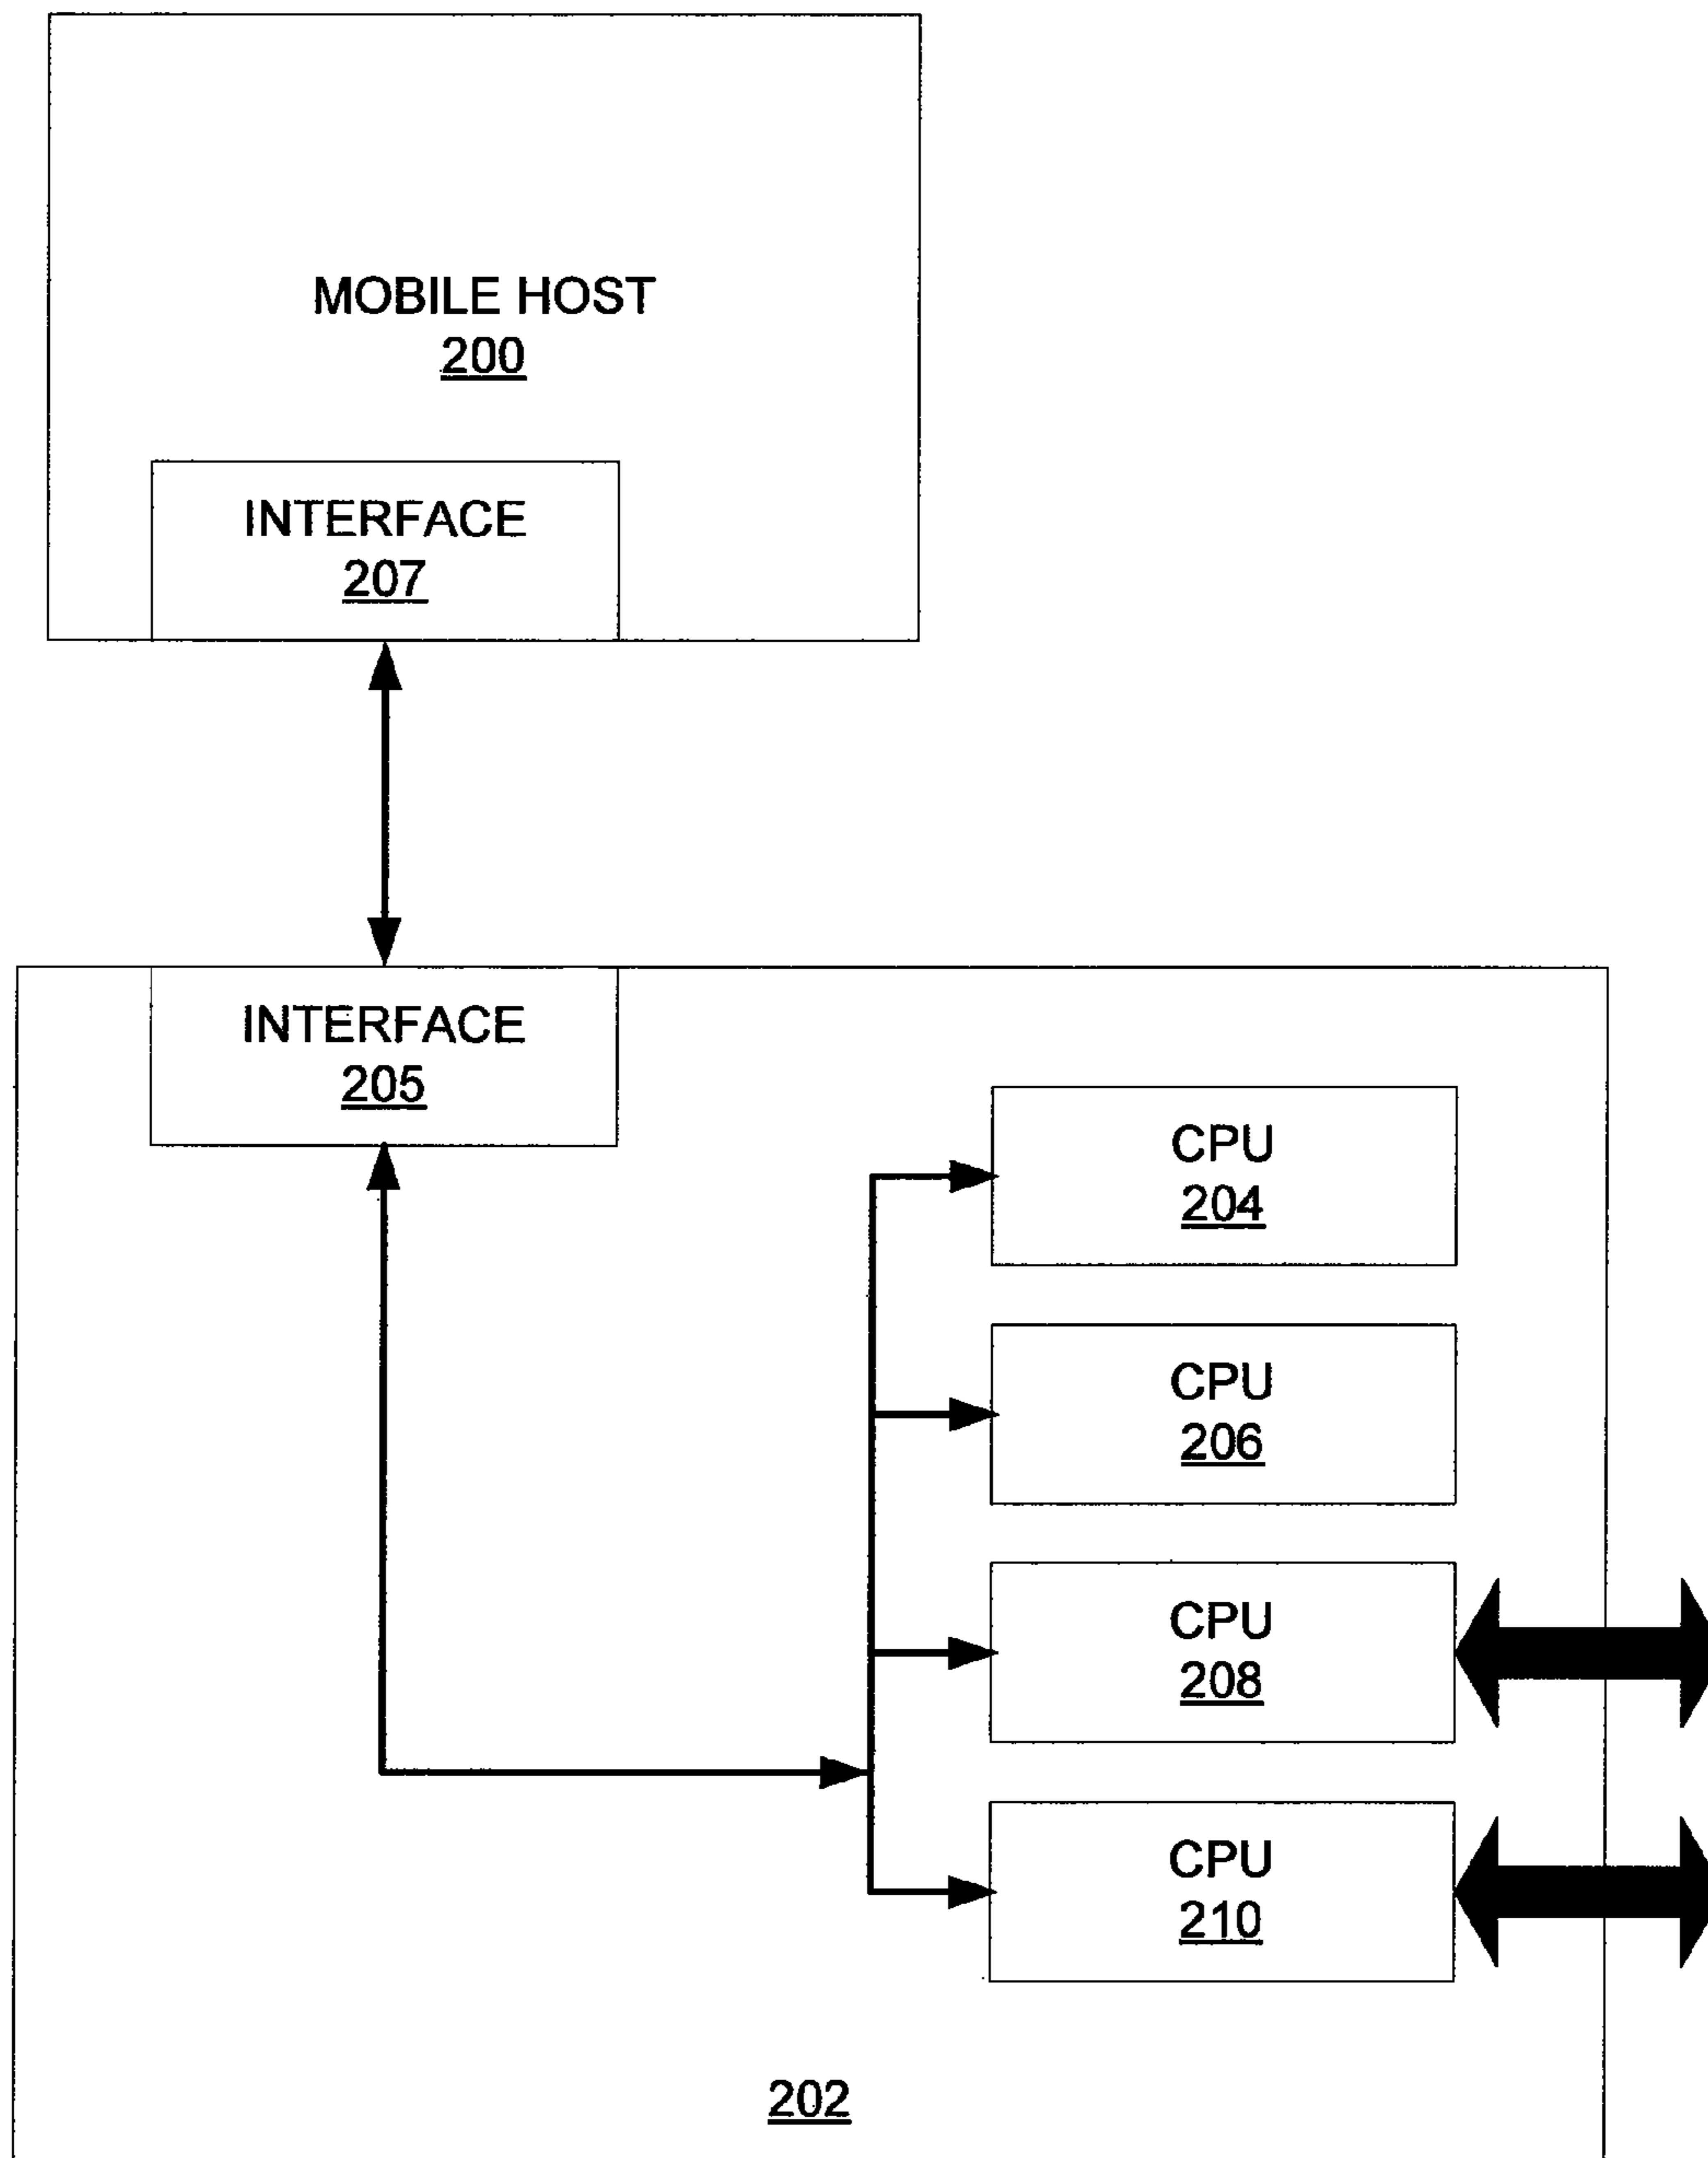 MOBILE HOST
200
INTERFACE
207
INTERFACE
205
CPU
204
CPU
206
CPU
208
CPU
210
202